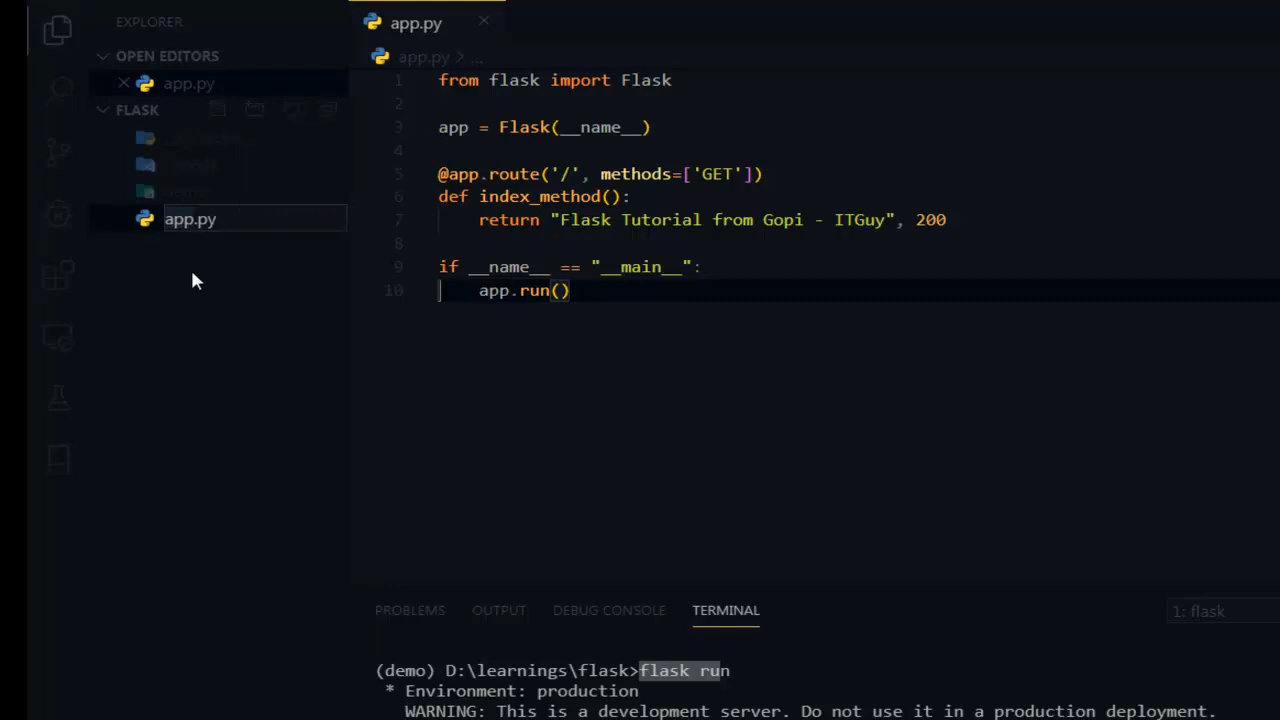 EXPLORER
OPEN EDITORS
app.py
FLASK
app.py
app.py
app.py > ...
1 from flask import Flask
2
3 app = Flask(__name__)
4
5 @app.route('/', methods=['GET'])
6 def index_method():
7 return "Flask Tutorial from Gopi - ITGuy", 200
8
9 if __name__ == "__main__":
10 app.run()
PROBLEMS OUTPUT DEBUG CONSOLE TERMINAL 1: flask
(demo) D:\learnings\flask>flask run
* Environment: production
WARNING: This is a development server. Do not use it in a production deployment.